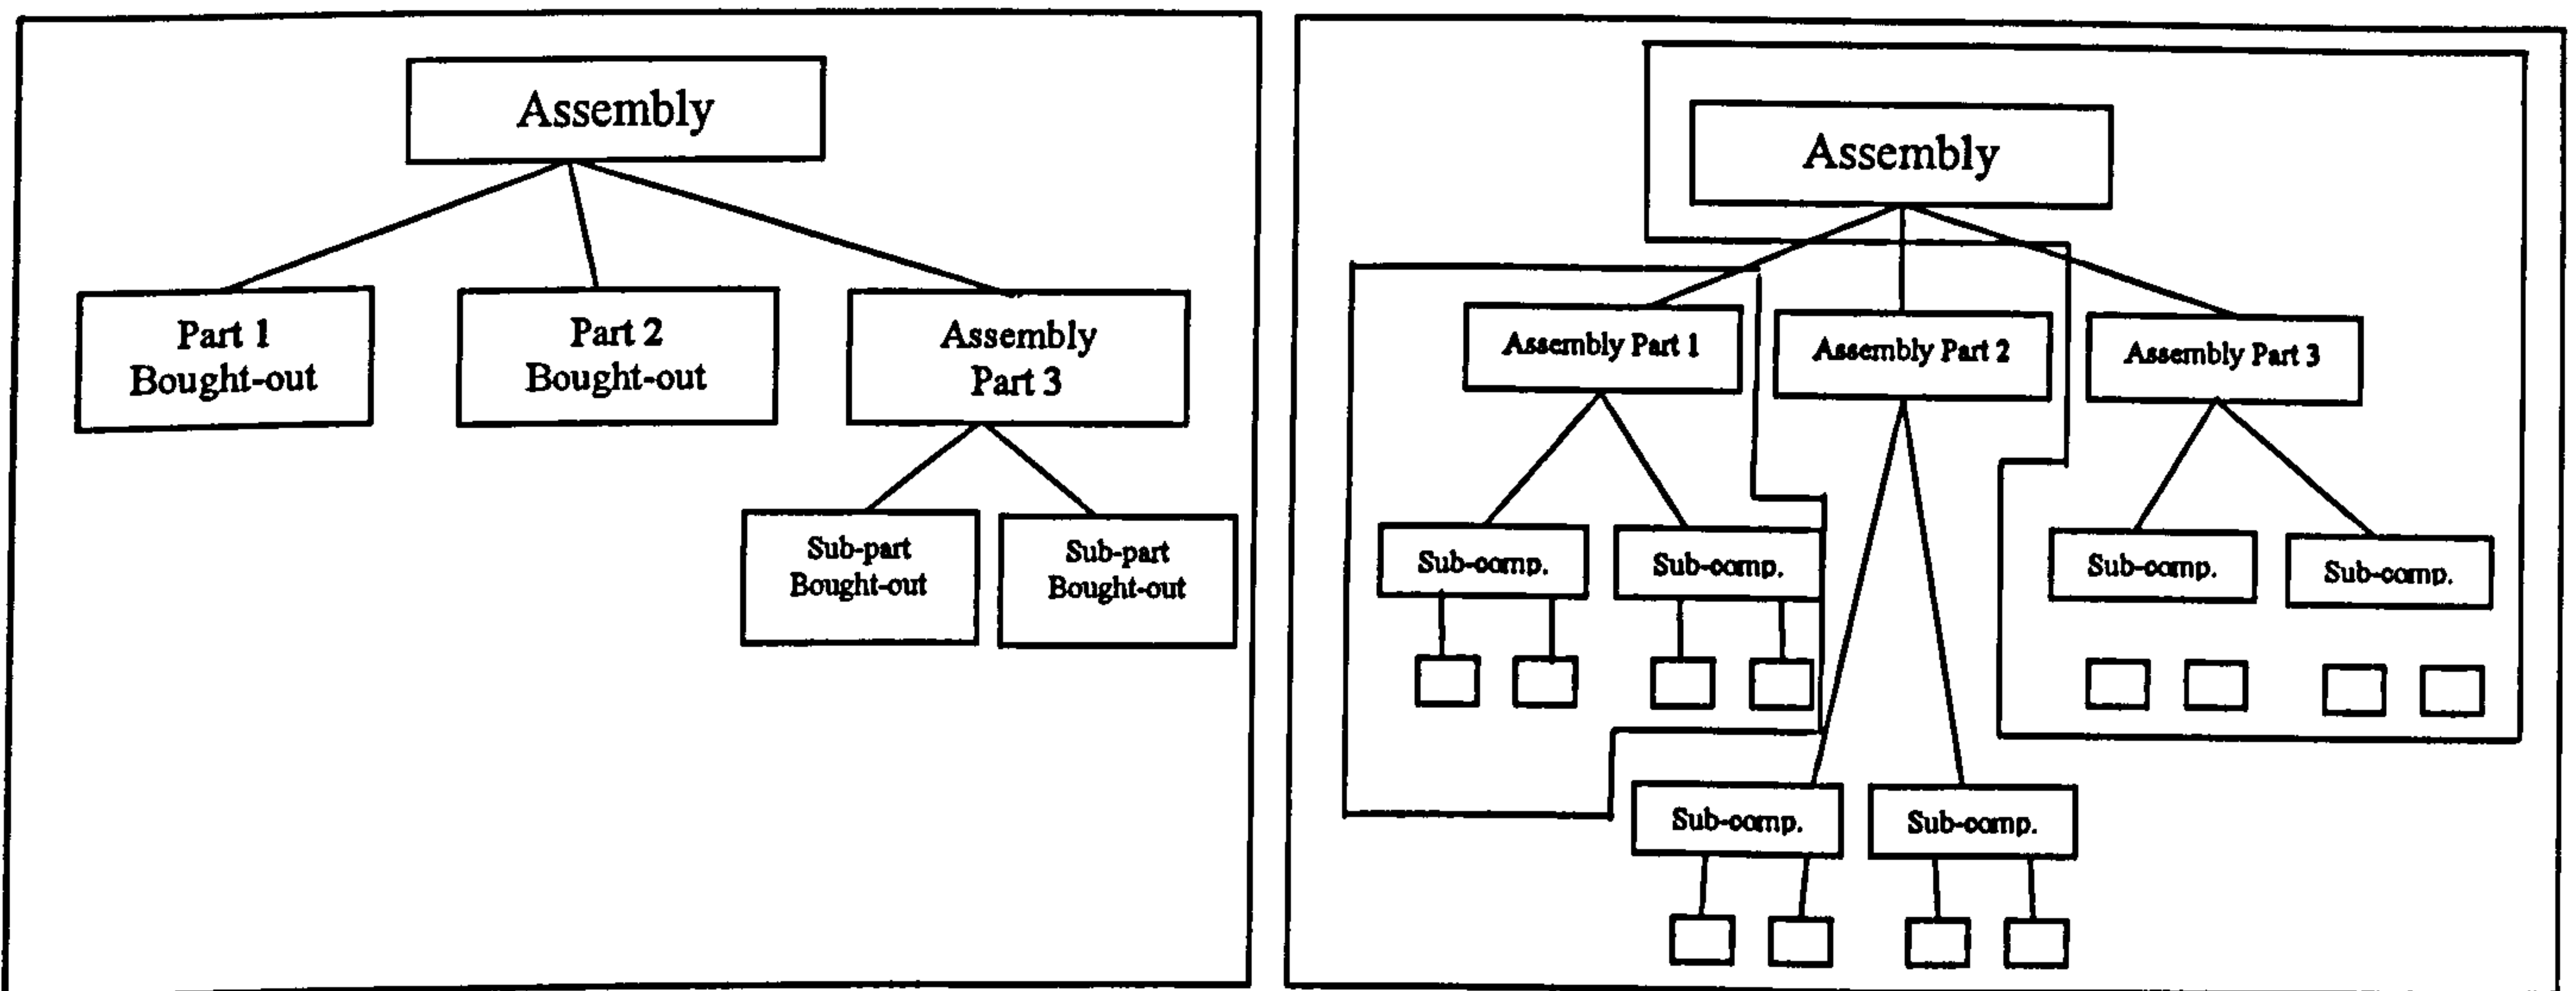 Assembly
Part 1
Bought-out
Part 2
Bought-out
Assembly
Part 3
Sub-part
Bought-out
Sub-part
Bought-out
Assembly
Assembly Part 1
Assembly Part 2
Assembly Part 3
Sub-comp.
Sub-comp.
Sub-comp.
Sub-comp.
Sub-comp.
Sub-comp.